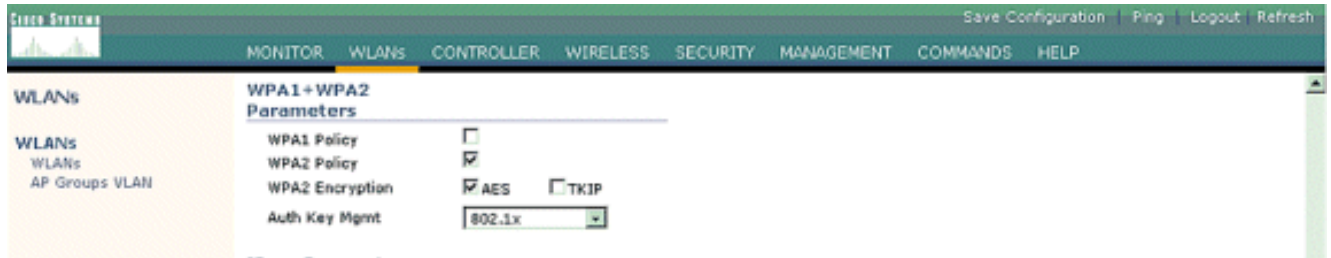 CISCO SYSTEMS
Save Configuration | Ping | Logout | Refresh
MONITOR WLANs CONTROLLER WIRELESS SECURITY MANAGEMENT COMMANDS HELP
WLANs
WLANs
WLANs
AP Groups VLAN
WPA1+WPA2
Parameters
WPA1 Policy
WPA2 Policy
WPA2 Encryption AES TKIP
Auth Key Mgmt 802.1x